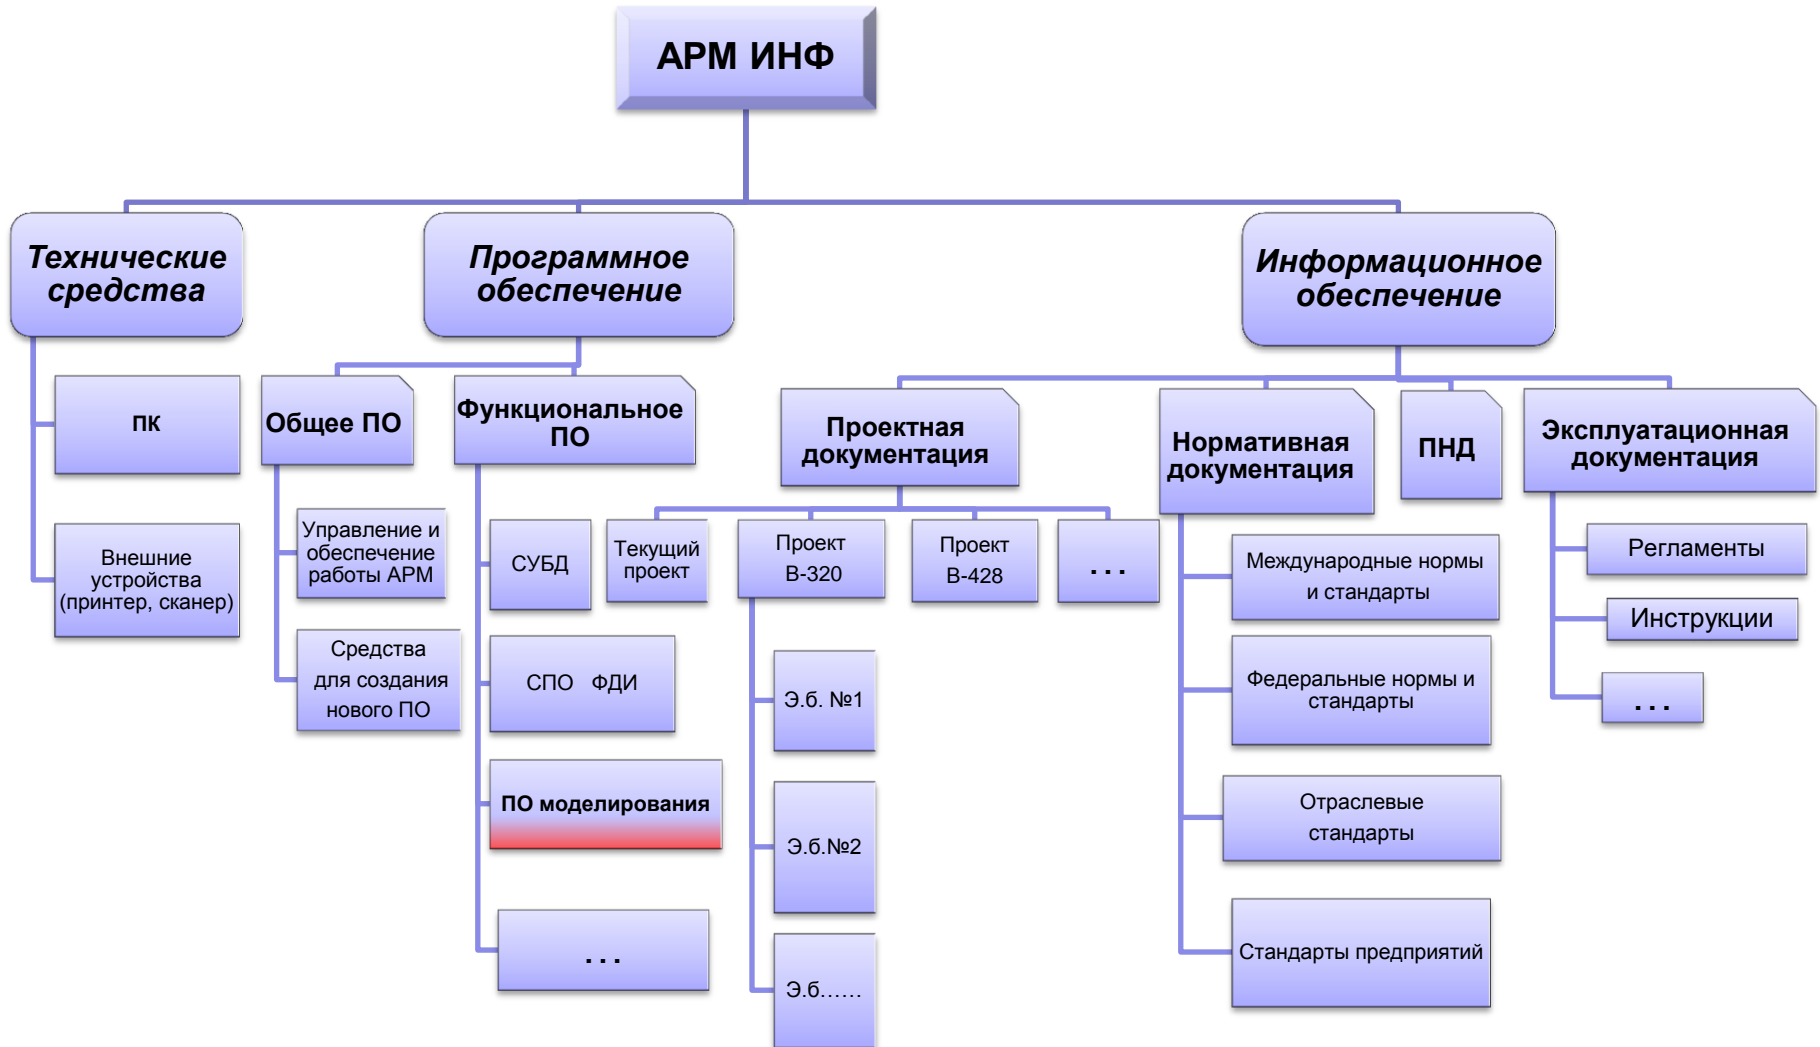 АРМ ИНФ
Технические
средства
Программное
обеспечение
Информационное
обеспечение
ПК
Внешние
устройства
(принтер, сканер)
Общее ПО
Управление и
обеспечение
работы АРМ
Средства
для создания
нового ПО
Функциональное
ПО
СУБД
СПО ФДИ
ПО моделирования
...
Проектная
документация
Текущий
проект
Проект
В-320
Э.б. №1
Э.б.№2
Э.б......
Проект
В-428
...
Нормативная
документация
Международные нормы
и стандарты
Федеральные нормы и
стандарты
Отраслевые
стандарты
Стандарты предприятий
ПНД
Эксплуатационная
документация
Регламенты
Инструкции
...